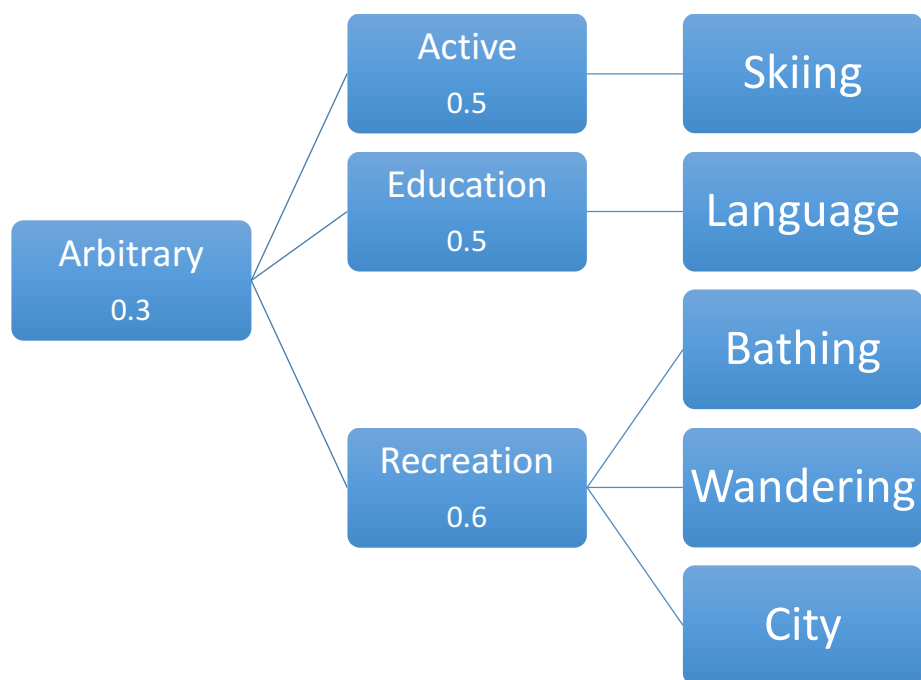 Arbitrary
0.3
Active
0.5
Education
0.5
Recreation
0.6
Skiing
Language
Bathing
Wandering
City